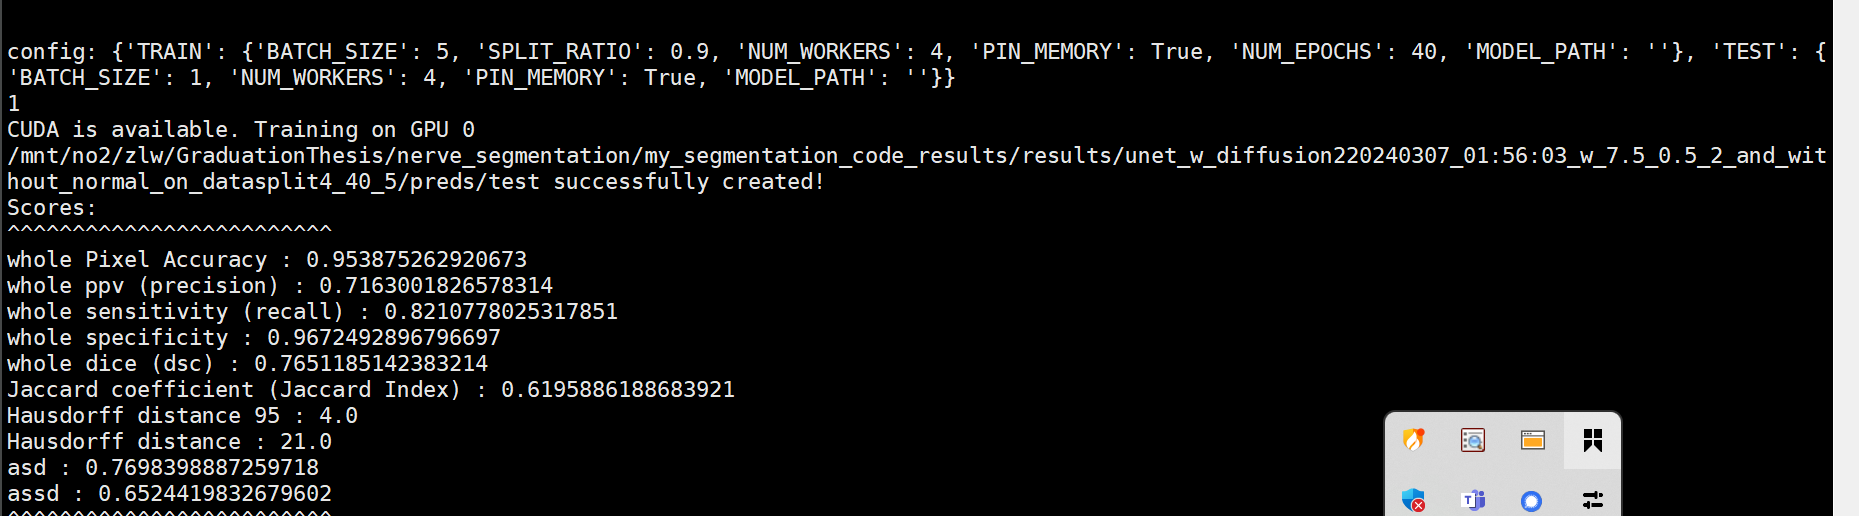 config: {'TRAIN': {'BATCH_SIZE': 5, 'SPLIT_RATIO': 0.9, 'NUM_WORKERS': 4, 'PIN_MEMORY': True, 'NUM_EPOCHS': 40, 'MODEL_PATH': ''}, 'TEST': {
'BATCH_SIZE': 1, 'NUM_WORKERS': 4, 'PIN_MEMORY': True, 'MODEL_PATH': ''}}
1
CUDA is available. Training on GPU 0
/mnt/no2/zlw/GraduationThesis/nerve_segmentation/my_segmentation_code_results/results/unet_w_diffusion220240307_01:56:03_w_7.5_0.5_2_and_wit
hout_normal_on_datasplit4_40_5/preds/test successfully created!
Scores:
^^^^^^^^^^^^^^^^^^^^^^^^^
whole Pixel Accuracy : 0.953875262920673
whole ppv (precision) : 0.7163001826578314
whole sensitivity (recall) : 0.8210778025317851
whole specificity : 0.9672492896796697
whole dice (dsc) : 0.7651185142383214
Jaccard coefficient (Jaccard Index) : 0.6195886188683921
Hausdorff distance 95 : 4.0
Hausdorff distance : 21.0
asd : 0.7698398887259718
assd : 0.6524419832679602
^^^^^^^^^^^^^^^^^^^^^^^^^